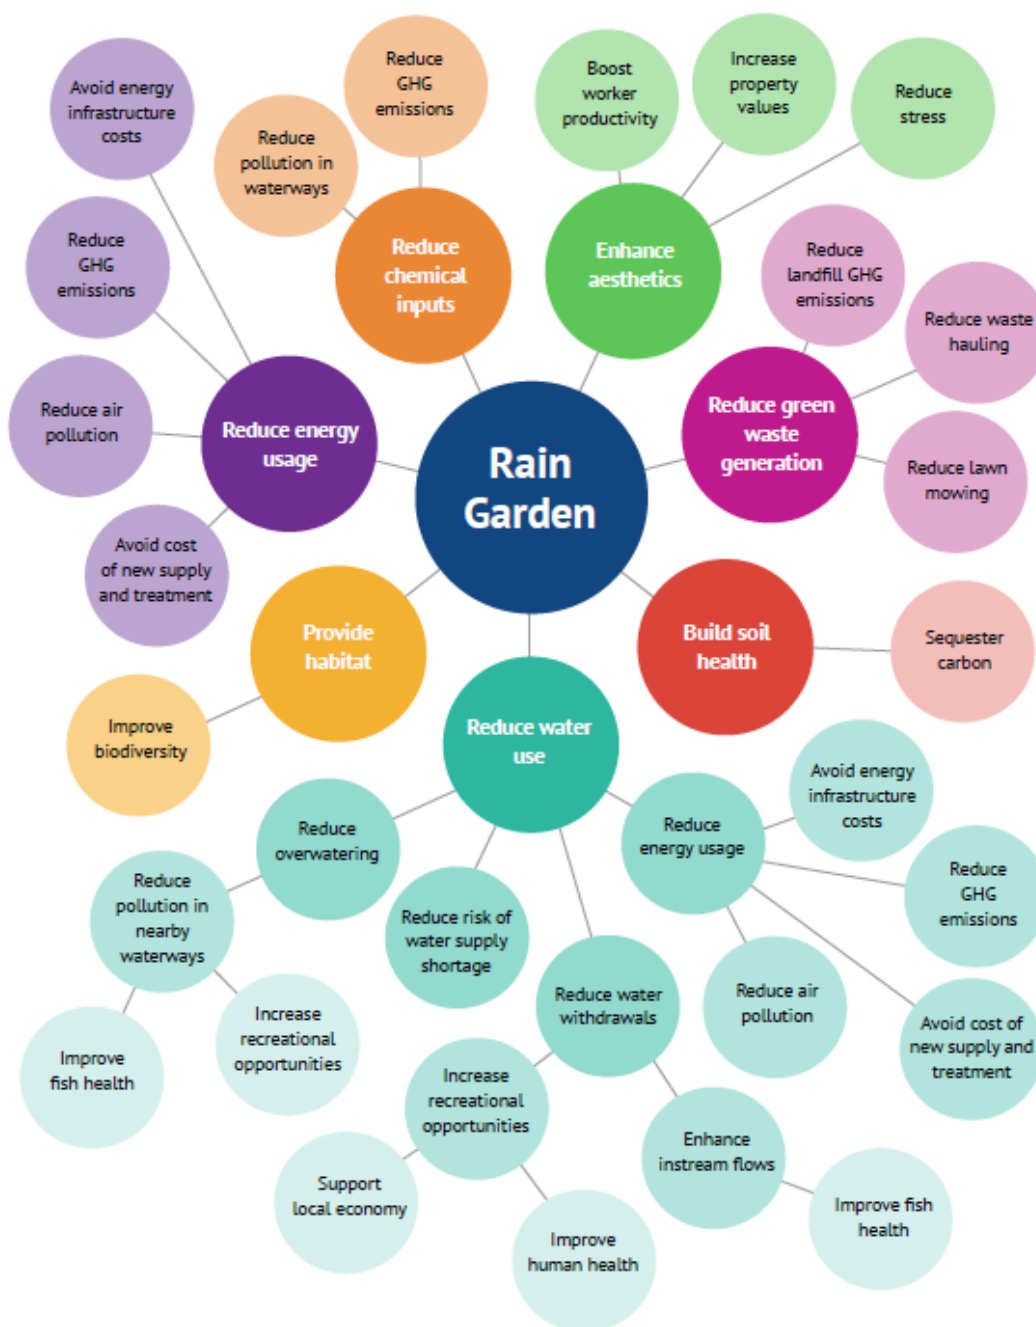 Rain
Garden
Reduce
chemical
inputs
Reduce
GHG
emissions
Reduce
pollution in
waterways
Enhance
aesthetics
Boost
worker
productivity
Increase
property
values
Reduce
stress
Reduce green
waste
generation
Reduce
landfill GHG
emissions
Reduce waste
hauling
Reduce lawn
mowing
Build soil
health
Sequester
carbon
Reduce water
use
Reduce
energy usage
Avoid energy
infrastructure
costs
Reduce
GHG
emissions
Avoid cost of
new supply and
treatment
Reduce air
pollution
Reduce water
withdrawals
Enhance
instream flows
Improve fish
health
Increase
recreational
opportunities
Improve
human health
Support
local economy
Reduce risk of
water supply
shortage
Reduce
overwatering
Reduce
pollution in
nearby
waterways
Increase
recreational
opportunities
Improve
fish health
Provide
habitat
Improve
biodiversity
Reduce energy
usage
Avoid cost
of new supply
and treatment
Reduce air
pollution
Reduce
GHG
emissions
Avoid energy
infrastructure
costs